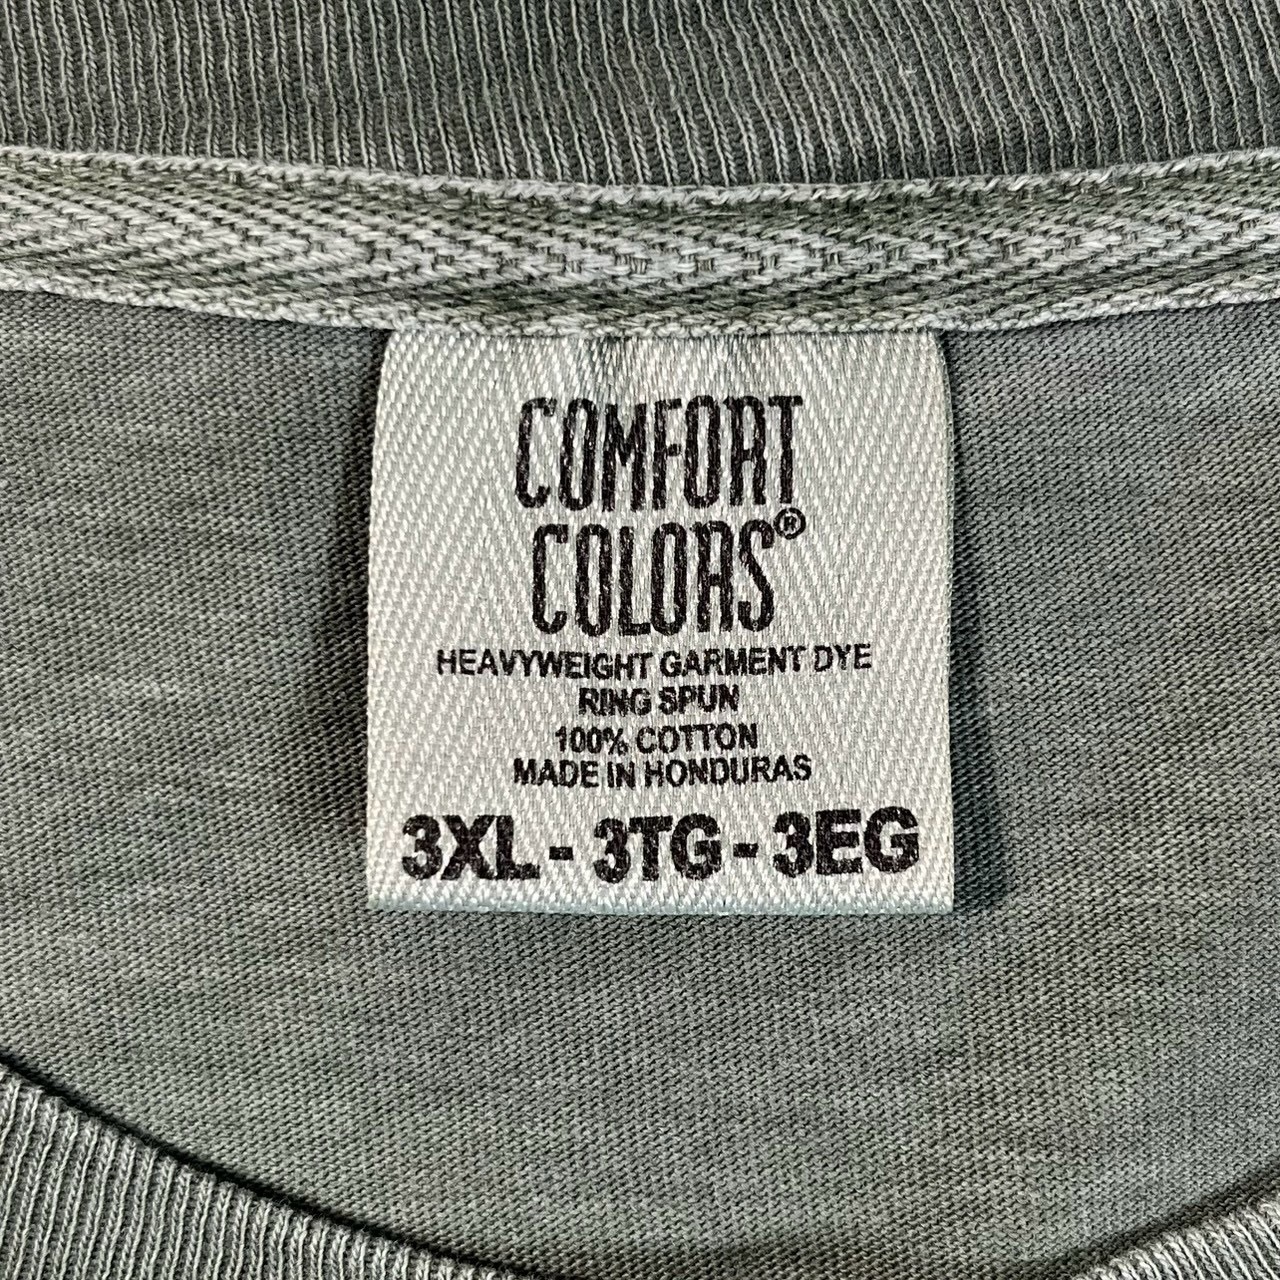 COMFORT
COLORS®
HEAVYWEIGHT GARMENT DYE
RING SPUN
100% COTTON
MADE IN HONDURAS
3XL - 3TG - 3EG